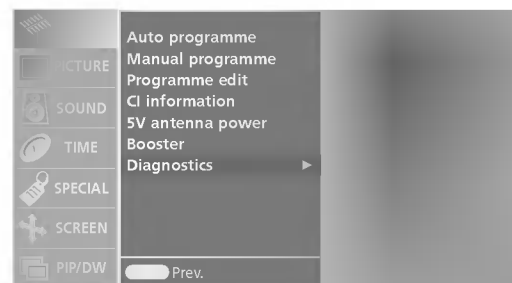 Auto programme
Manual programme
Programme edit
CI information
5V antenna power
Booster
Diagnostics
PICTURE
SOUND
TIME
SPECIAL
SCREEN
PIP/DW
Prev.